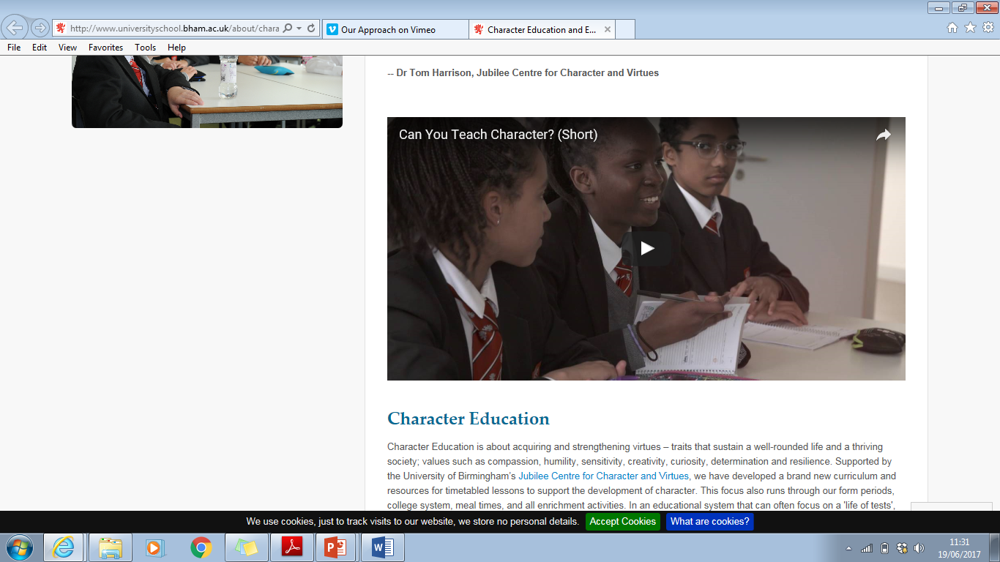 http://www.universityschool.bham.ac.uk/about/chara
Our Approach on Vimeo
Character Education and E...
File Edit View Favorites Tools Help
-- Dr Tom Harrison, Jubilee Centre for Character and Virtues
Can You Teach Character? (Short)
Character Education
Character Education is about acquiring and strengthening virtues – traits that sustain a well-rounded life and a thriving
society; values such as compassion, humility, sensitivity, creativity, curiosity, determination and resilience. Supported by
the University of Birmingham's Jubilee Centre for Character and Virtues, we have developed a brand new curriculum and
resources for timetabled lessons to support the development of character. This focus also runs through our form periods,
college system, meal times, and all enrichment activities. In an educational system that can often focus on a 'life of tests',
We use cookies, just to track visits to our website, we store no personal details. Accept Cookies What are cookies?
11:31
19/06/2017